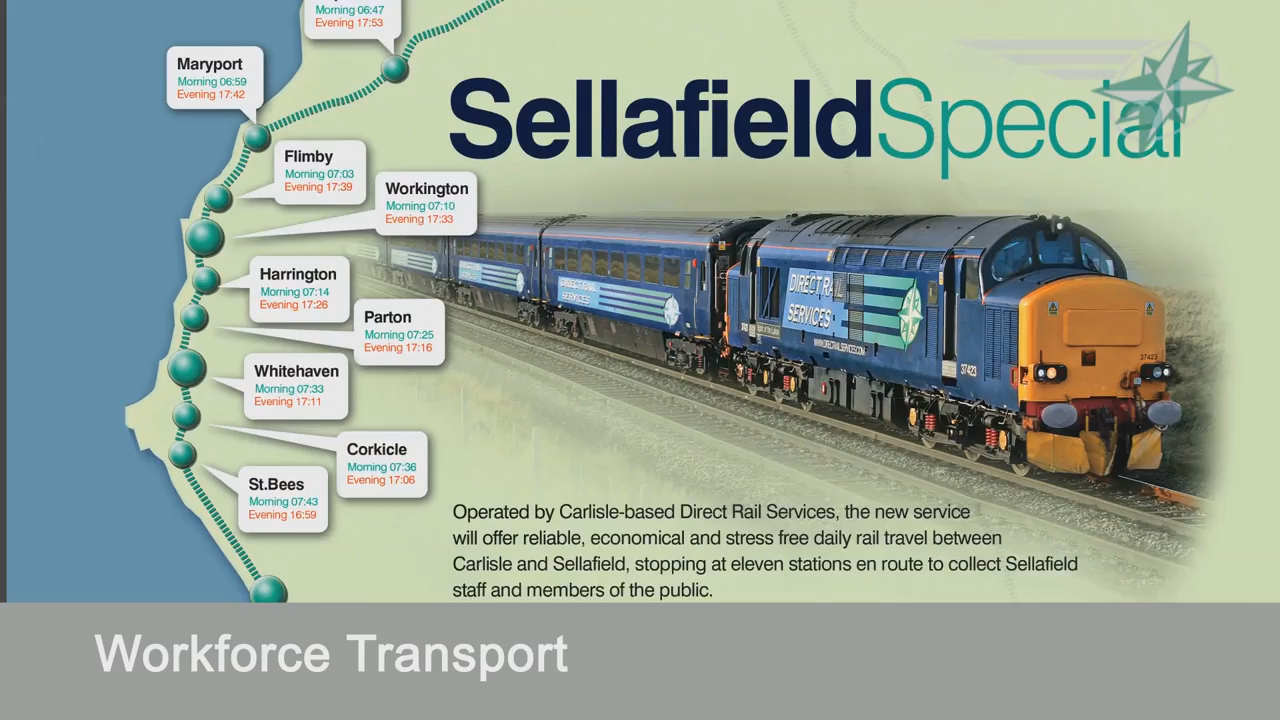 Morning 06:47
Evening 17:53
Maryport
Morning 06:59
Evening 17:42
SellafieldSpecial
Flimby
Morning 07:03
Evening 17:39
Workington
Morning 07:10
Evening 17:33
Harrington
Morning 07:14
Evening 17:26
Parton
Morning 07:25
Evening 17:16
Whitehaven
Morning 07:33
Evening 17:11
Corkicle
Morning 07:36
Evening 17:06
St.Bees
Morning 07:43
Evening 16:59
DIRECT RAIL
SERVICES
DIRECT RAIL
SERVICES
WWW.DIRECTRAILSERVICES.COM
37423
37423
Operated by Carlisle-based Direct Rail Services, the new service
will offer reliable, economical and stress free daily rail travel between
Carlisle and Sellafield, stopping at eleven stations en route to collect Sellafield
staff and members of the public.
Workforce Transport